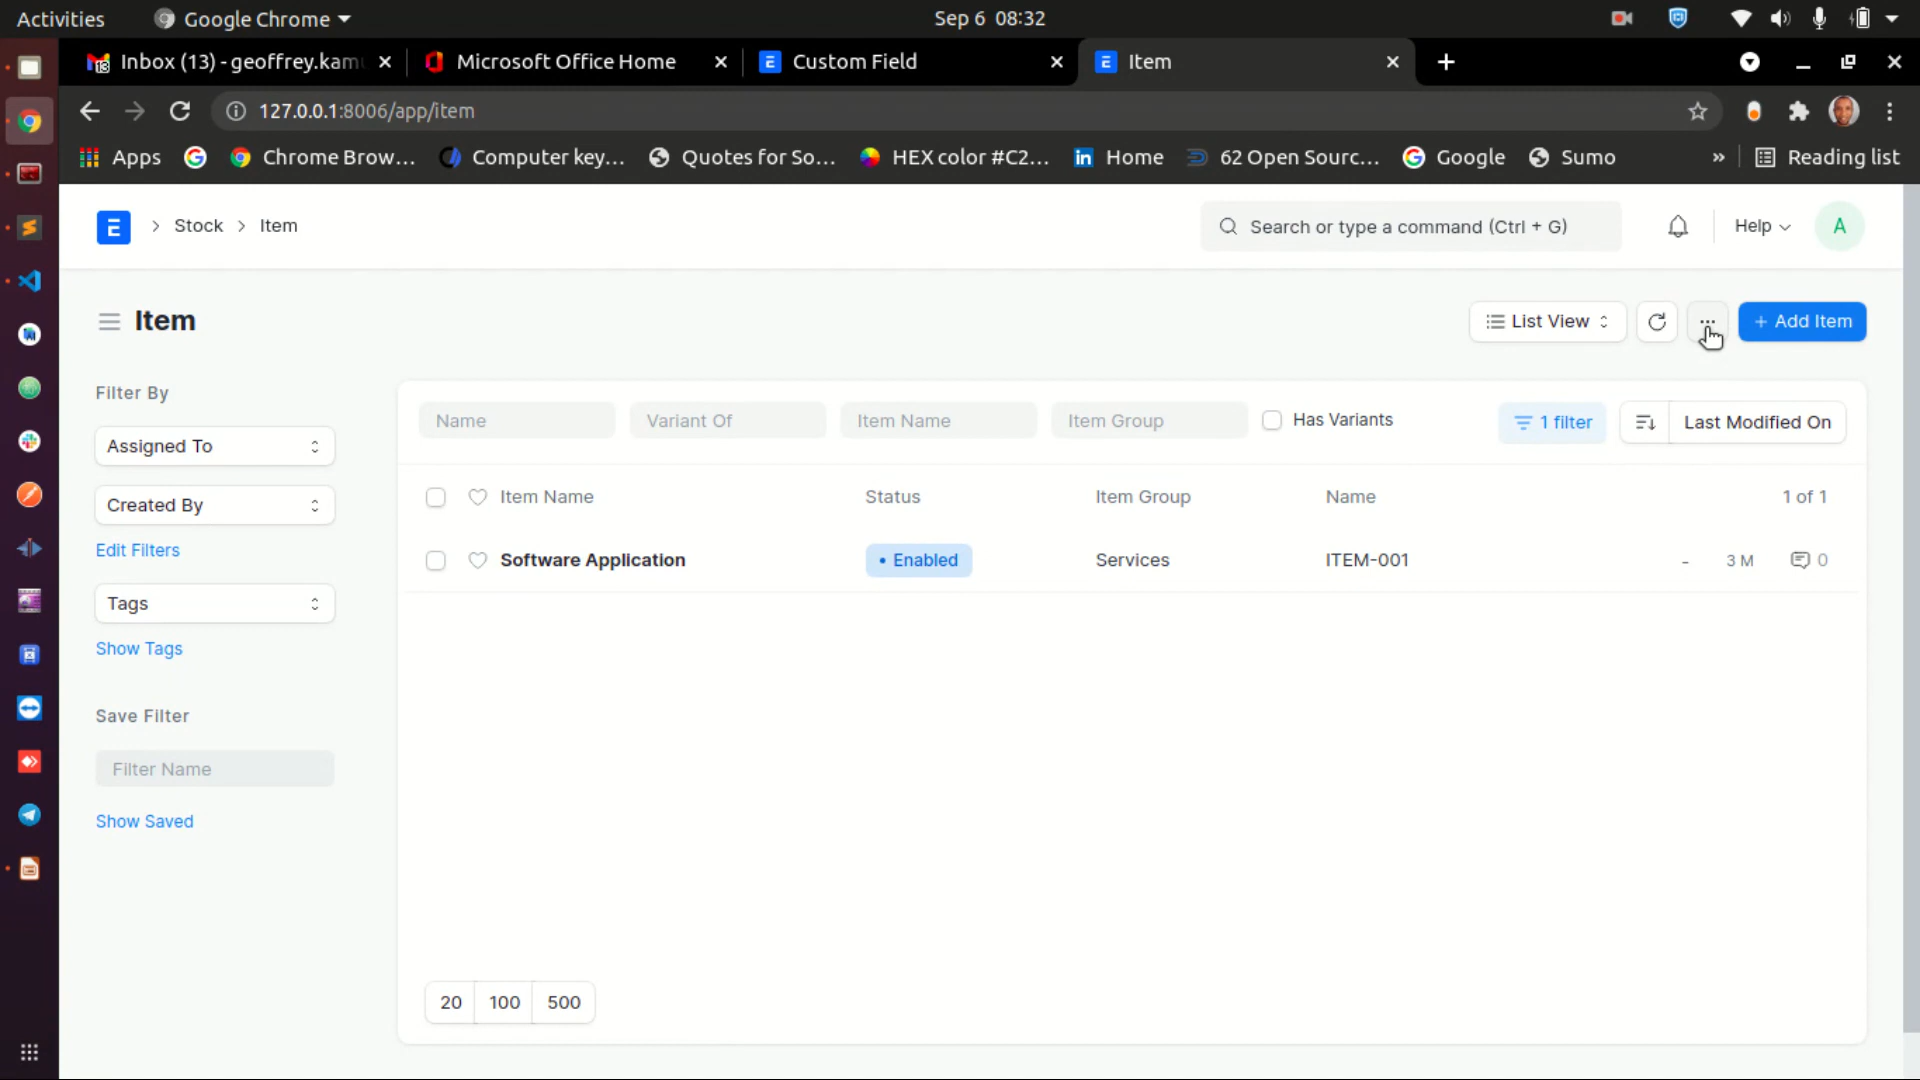 Activities
Google Chrome
Sep 6 08:32
Inbox (13) - geoffrey.kam
Microsoft Office Home
Custom Field
Item
127.0.0.1:8006/app/item
Apps
Chrome Brow...
Computer key...
Quotes for So...
HEX color #C2...
Home
62 Open Sourc...
Google
Sumo
»
Reading list
Stock
Item
Search or type a command (Ctrl + G)
Help
A
Item
List View
...
+ Add Item
Filter By
Assigned To
Created By
Edit Filters
Tags
Show Tags
Save Filter
Filter Name
Show Saved
Name
Variant Of
Item Name
Item Group
Has Variants
1 filter
Last Modified On
Item Name
Status
Item Group
Name
1 of 1
Software Application
• Enabled
Services
ITEM-001
-
3 M
0
20
100
500